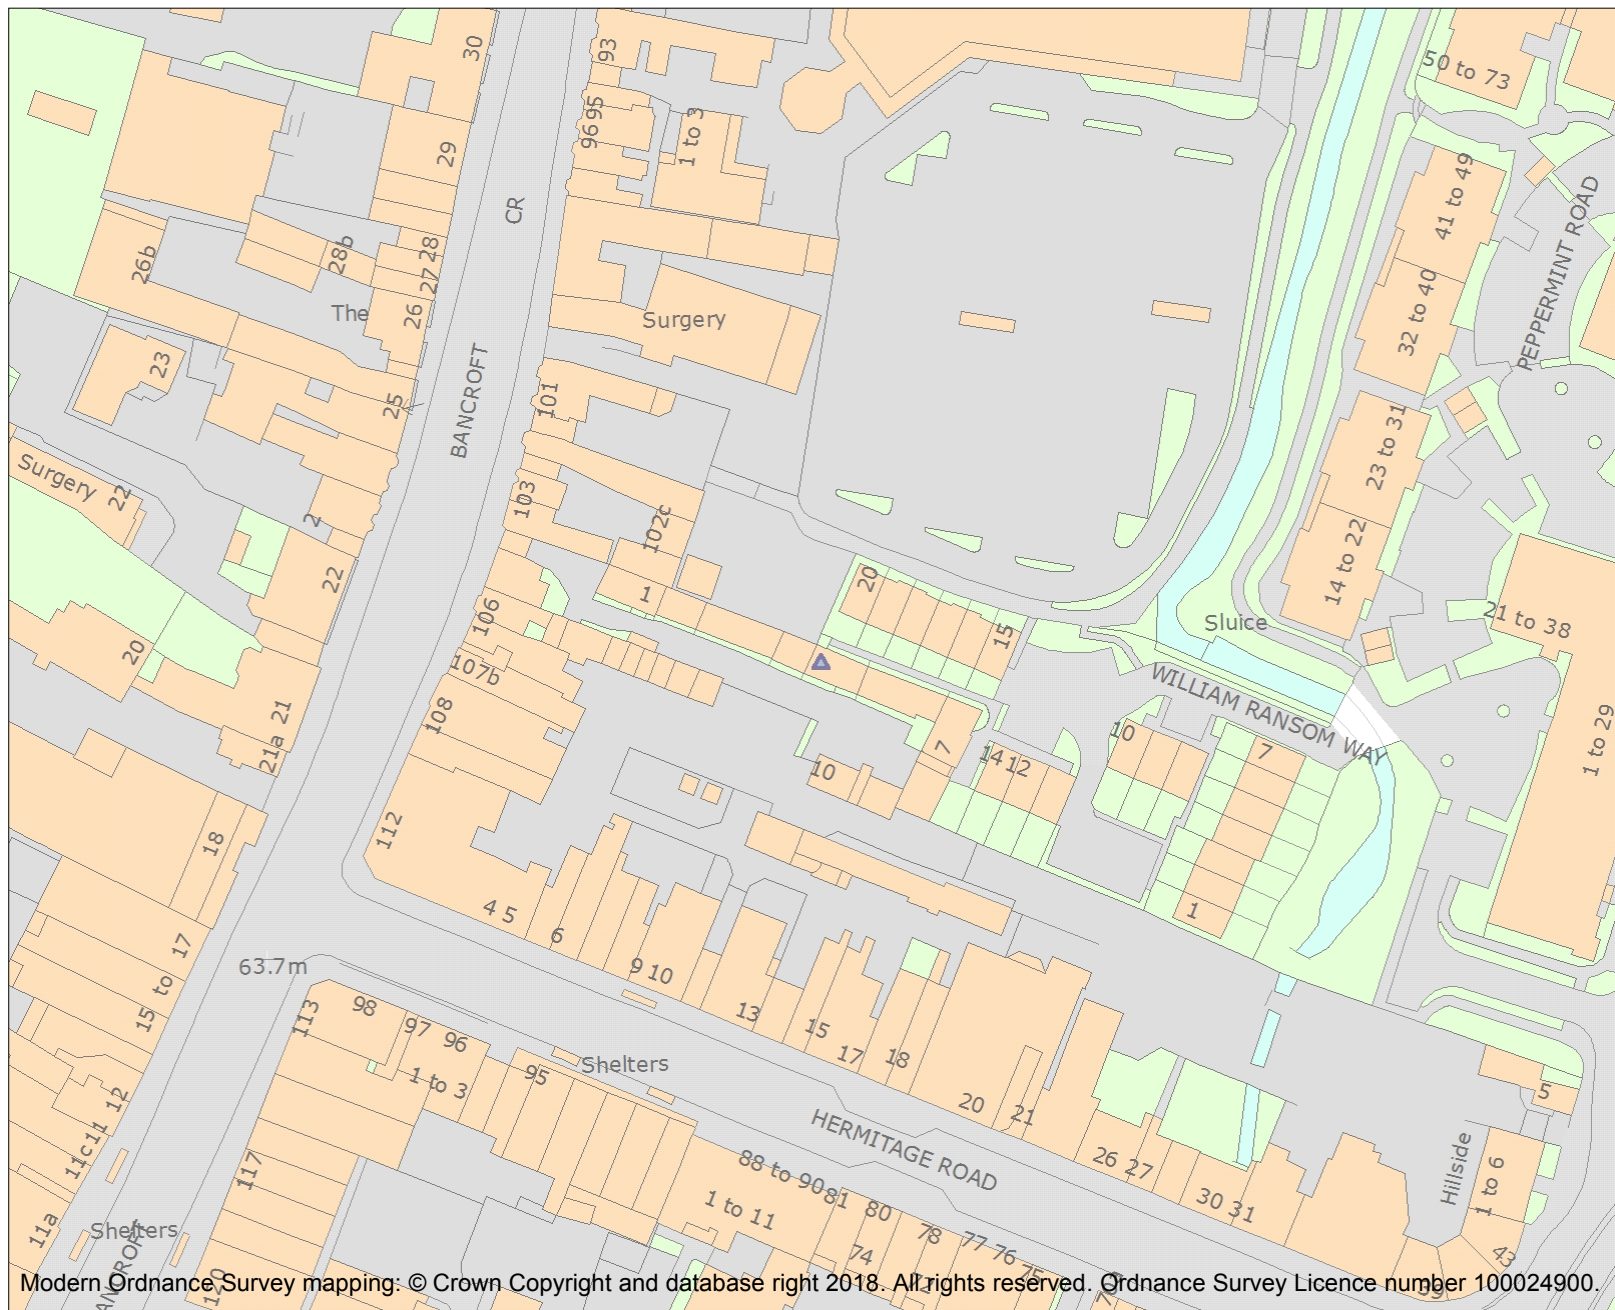 30
93
50 to 73
95
96
1 to 3
29
41 to 49
CR
PEPPERMINT ROAD
26b
28b
28
27
The
26
Surgery
32 to 40
23
BANCROFT
101
25
23 to 31
Surgery
22
2
103
102c
14 to 22
22
20
1
106
Sluice
15
21 to 38
20
107b
WILLIAM RANSOM WAY
21
108
7
10
7
1 to 29
21a
14
12
10
112
18
4 5
6
1
17
63.7m
9 10
13
15 to
113
98
97
96
15
17
18
Shelters
1 to 3
95
12
11
11c
20
21
5
HERMITAGE ROAD
117
88 to 90
81
26 27
Hillside
1 to 6
11a
Shelters
1 to 11
80
78
77 76
30 31
74
75
43
BANCROFT
120
39
Modern Ordnance Survey mapping: © Crown Copyright and database right 2018. All rights reserved. Ordnance Survey Licence number 100024900.